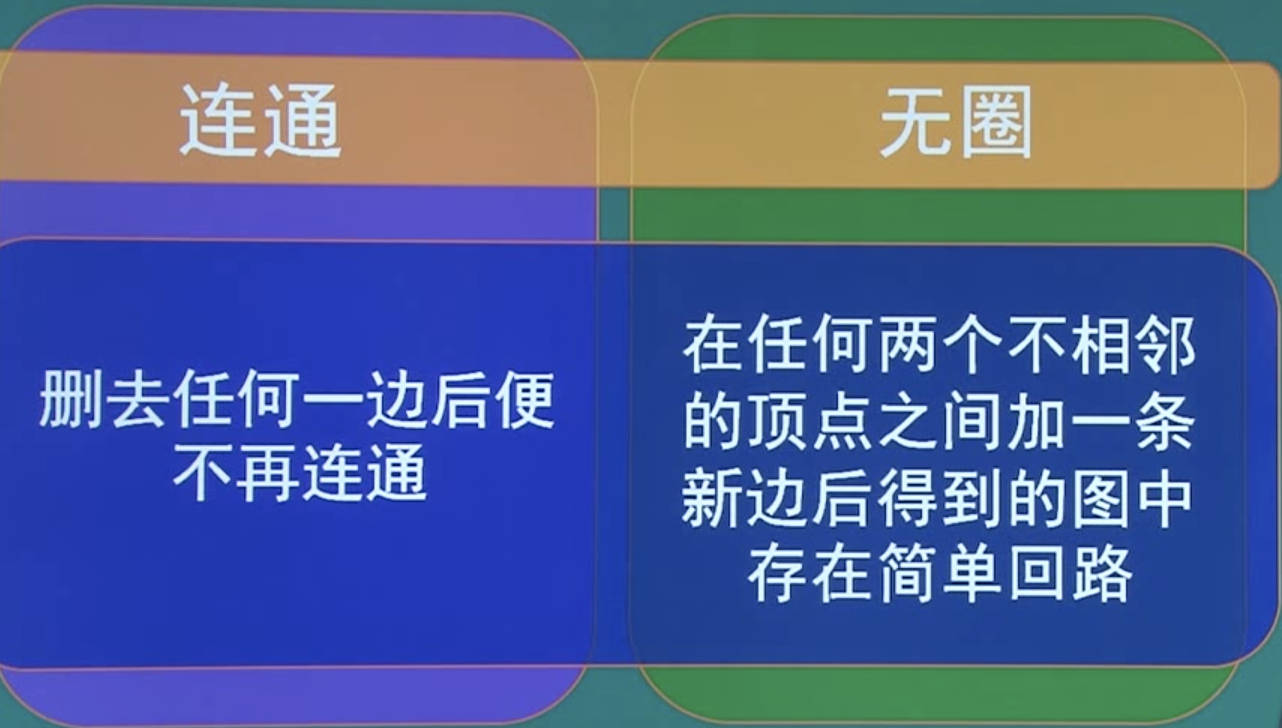 连通
无圈
删去任何一边后便
不再连通
在任何两个不相邻
的顶点之间加一条
新边后得到的图中
存在简单回路